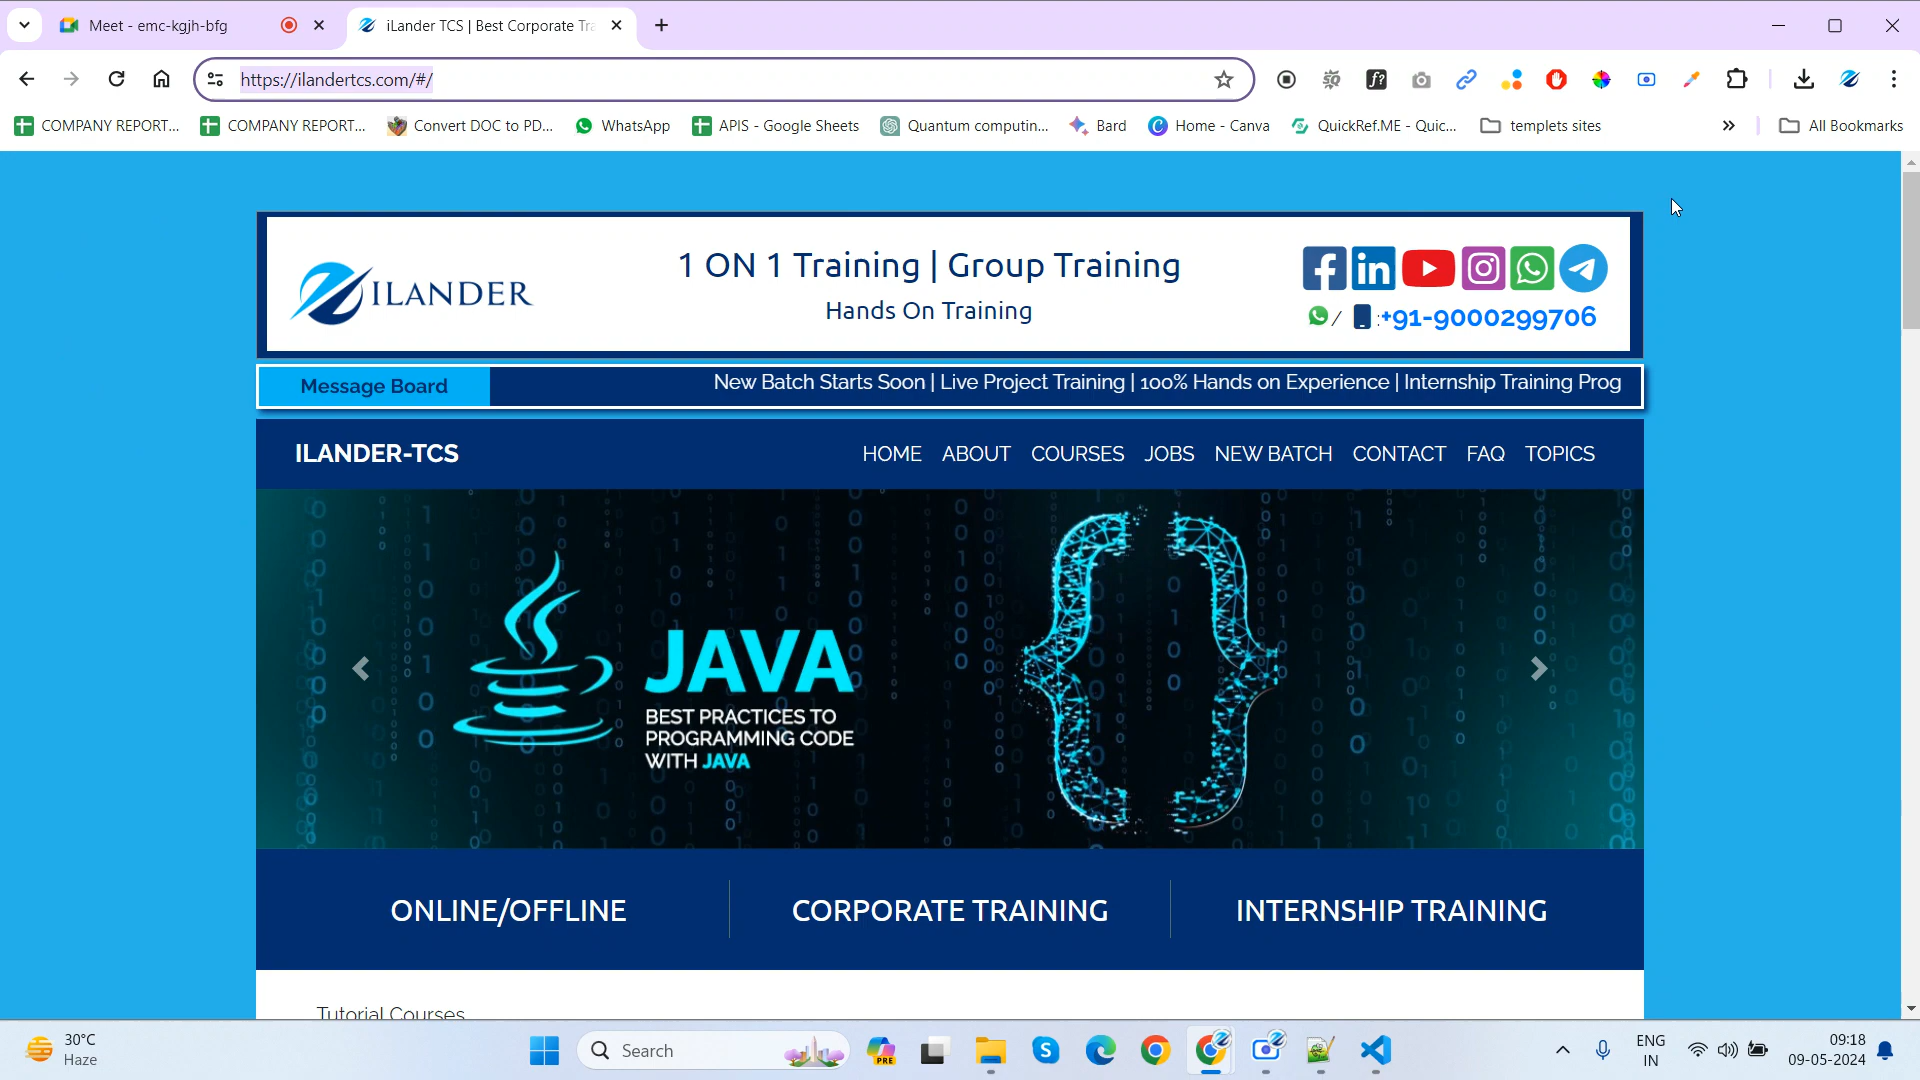 Meet - emc-kgjh-bfg
iLander TCS | Best Corporate Tra
https://ilandertcs.com/#/
COMPANY REPORT...
COMPANY REPORT...
Convert DOC to PD...
WhatsApp
APIS - Google Sheets
Quantum computin...
Bard
Home - Canva
QuickRef.ME - Quic...
templets sites
All Bookmarks
ILANDER
1 ON 1 Training | Group Training
Hands On Training
/ :+91-9000299706
Message Board
New Batch Starts Soon | Live Project Training | 100% Hands on Experience | Internship Training Prog
ILANDER-TCS
HOME ABOUT COURSES JOBS NEW BATCH CONTACT FAQ TOPICS
JAVA
BEST PRACTICES TO
PROGRAMMING CODE
WITH JAVA
ONLINE/OFFLINE
CORPORATE TRAINING
INTERNSHIP TRAINING
Tutorial Courses
30°C
Haze
Search
PRE
ENG
IN
09:18
09-05-2024